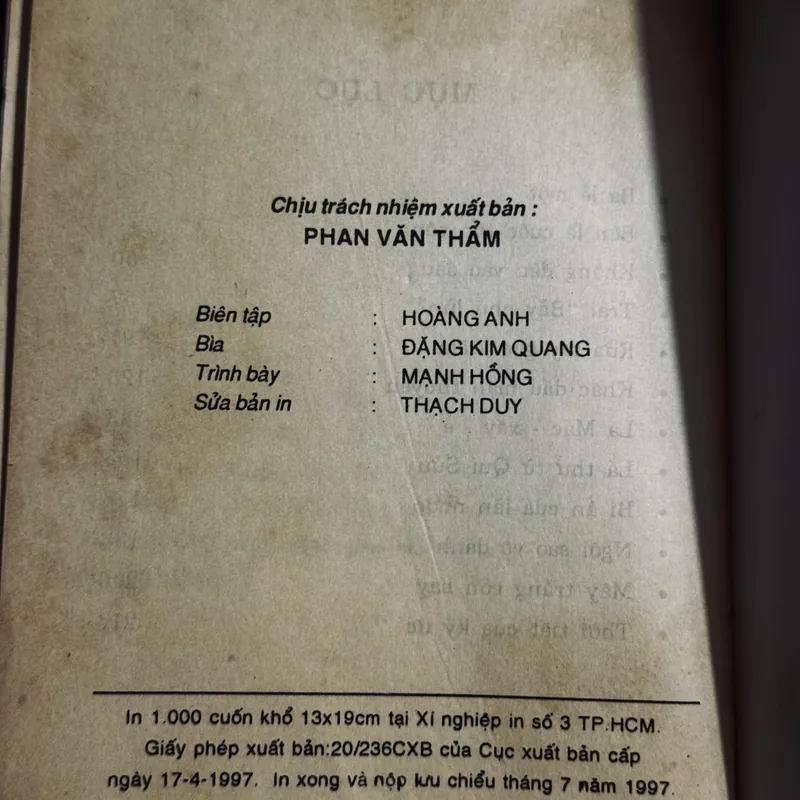 Chịu trách nhiệm xuất bản :
PHAN VĂN THẨM
Biên tập : HOÀNG ANH
Bìa : ĐẶNG KIM QUANG
Trình bày : MẠNH HỒNG
Sửa bản in : THẠCH DUY
In 1.000 cuốn khổ 13x19cm tại Xí nghiệp in số 3 TP.HCM.
Giấy phép xuất bản:20/236CXB của Cục xuất bản cấp
ngày 17-4-1997. In xong và nộp lưu chiểu tháng 7 năm 1997.